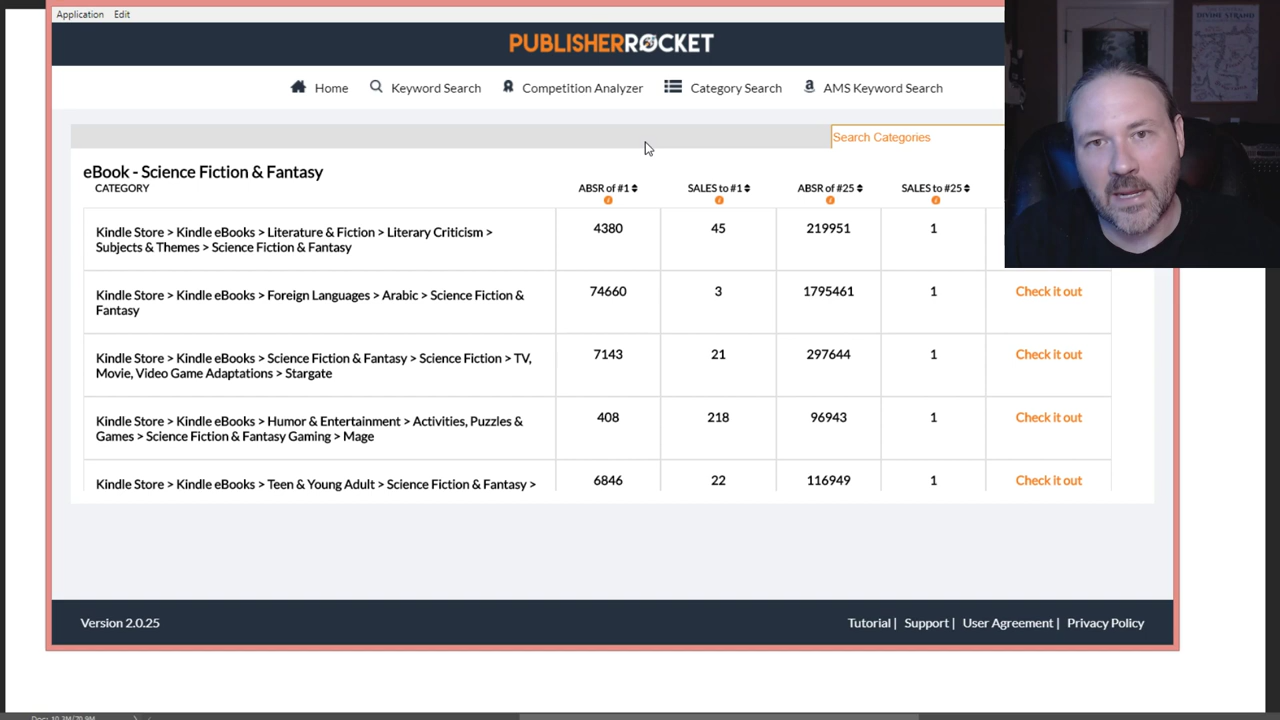 Application Edit
PUBLISHERROCKET
Home Keyword Search Competition Analyzer Category Search AMS Keyword Search
Search Categories
eBook - Science Fiction & Fantasy
CATEGORY ABSR of #1 SALES to #1 ABSR of #25 SALES to #25
Kindle Store > Kindle eBooks > Literature & Fiction > Literary Criticism > 4380 45 219951 1
Subjects & Themes > Science Fiction & Fantasy
Kindle Store > Kindle eBooks > Foreign Languages > Arabic > Science Fiction & 74660 3 1795461 1 Check it out
Fantasy
Kindle Store > Kindle eBooks > Science Fiction & Fantasy > Science Fiction > TV, 7143 21 297644 1 Check it out
Movie, Video Game Adaptations > Stargate
Kindle Store > Kindle eBooks > Humor & Entertainment > Activities, Puzzles & 408 218 96943 1 Check it out
Games > Science Fiction & Fantasy Gaming > Mage
Kindle Store > Kindle eBooks > Teen & Young Adult > Science Fiction & Fantasy > 6846 22 116949 1 Check it out
Version 2.0.25 Tutorial | Support | User Agreement | Privacy Policy